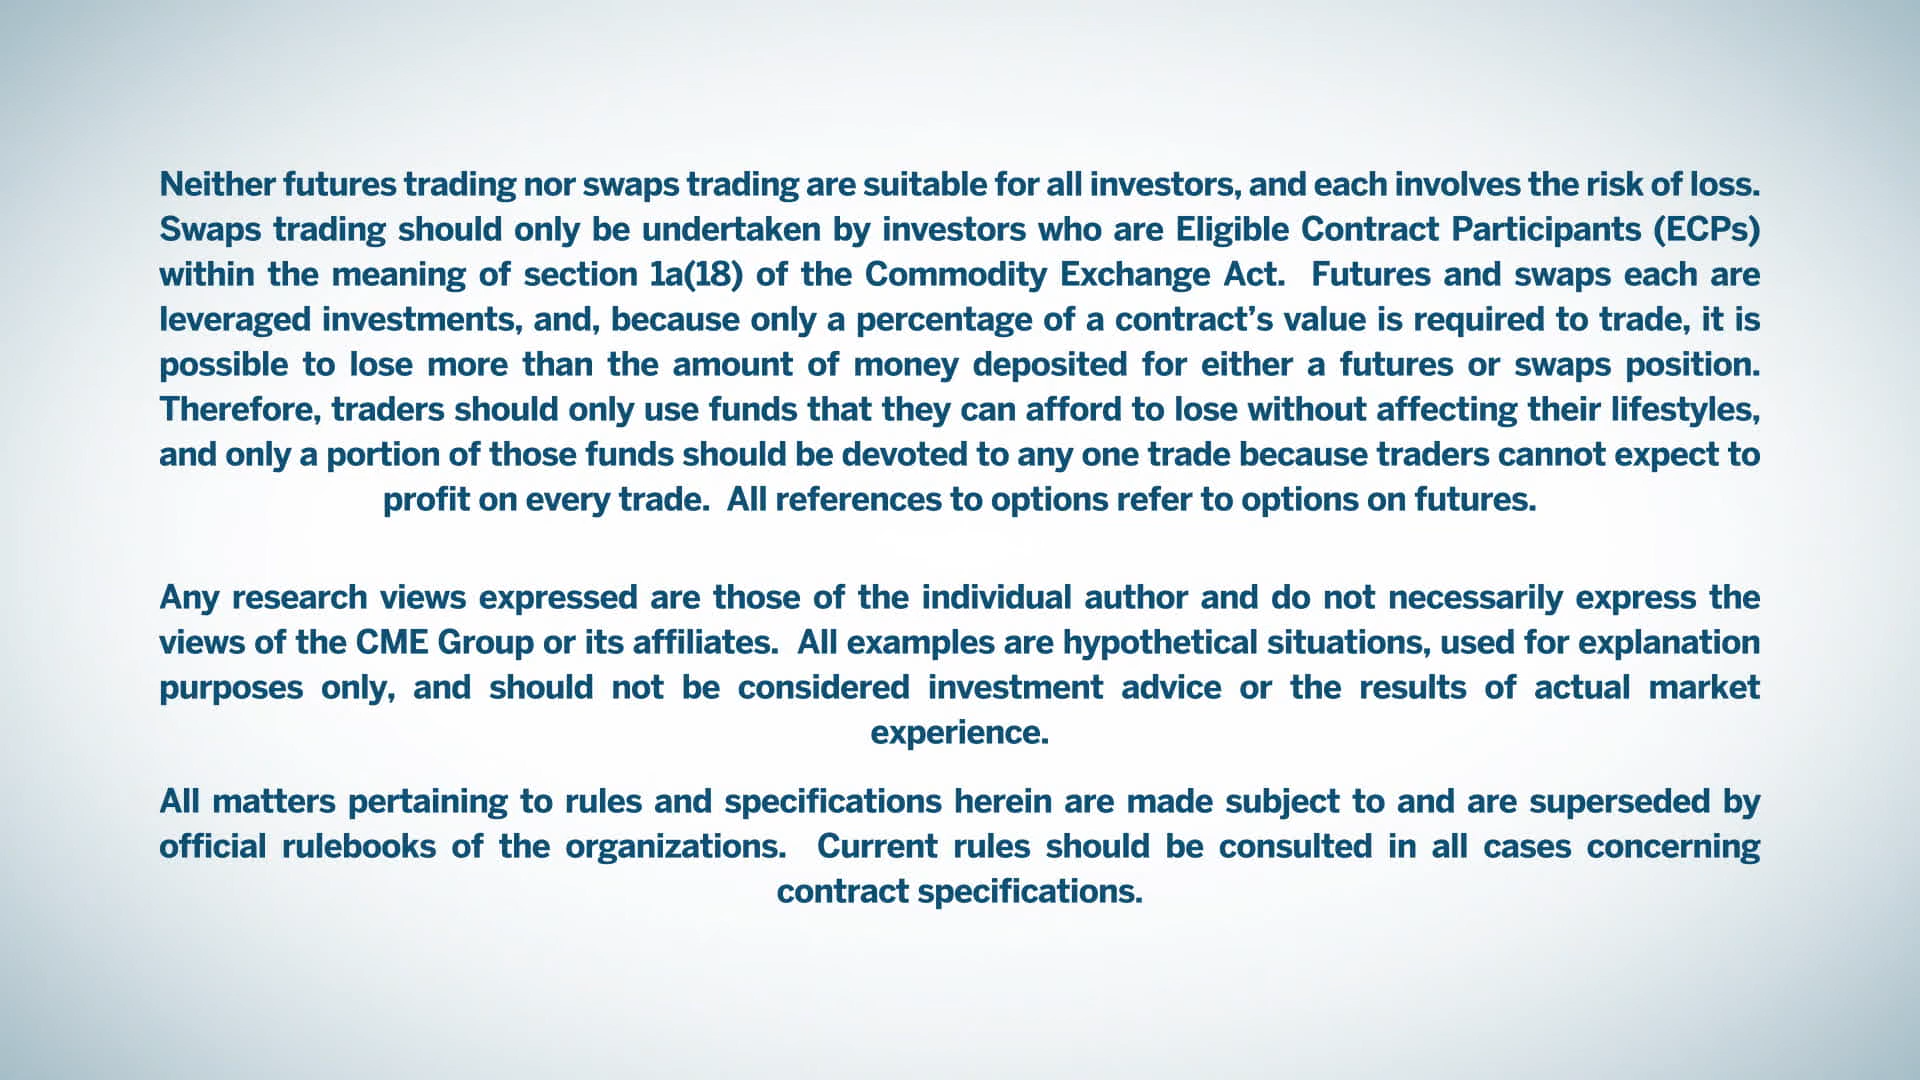 Neither futures trading nor swaps trading are suitable for all investors, and each involves the risk of loss.
Swaps trading should only be undertaken by investors who are Eligible Contract Participants (ECPs)
within the meaning of section 1a(18) of the Commodity Exchange Act.  Futures and swaps each are
leveraged investments, and, because only a percentage of a contract’s value is required to trade, it is
possible to lose more than the amount of money deposited for either a futures or swaps position.
Therefore, traders should only use funds that they can afford to lose without affecting their lifestyles,
and only a portion of those funds should be devoted to any one trade because traders cannot expect to
profit on every trade.  All references to options refer to options on futures.
Any research views expressed are those of the individual author and do not necessarily express the
views of the CME Group or its affiliates.  All examples are hypothetical situations, used for explanation
purposes only, and should not be considered investment advice or the results of actual market
experience.
All matters pertaining to rules and specifications herein are made subject to and are superseded by
official rulebooks of the organizations.  Current rules should be consulted in all cases concerning
contract specifications.